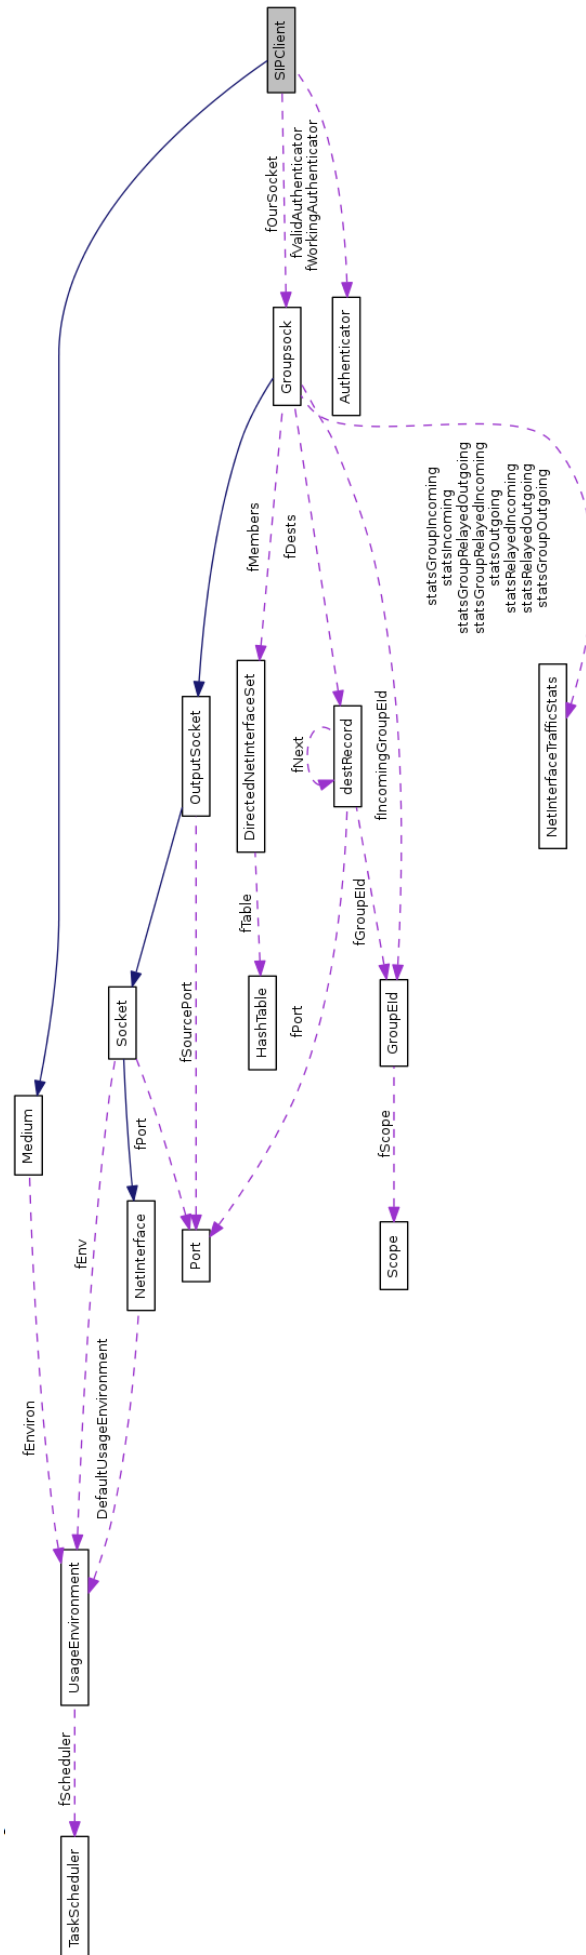 SIPClient
fOurSocket
fValidAuthenticator
fWorkingAuthenticator
Groupsock
Authenticator
fMembers
fDests
statsGroupIncoming
statsIncoming
statsGroupRelayedOutgoing
statsGroupRelayedIncoming
statsOutgoing
statsRelayedIncoming
statsRelayedOutgoing
statsGroupOutgoing
OutputSocket
DirectedNetInterfaceSet
fNext
destRecord
fIncomingGroupEId
NetInterfaceTrafficStats
fTable
fGroupEId
Socket
fSourcePort
HashTable
fPort
GroupEId
Medium
fPort
fScope
fEnv
NetInterface
Port
Scope
fEnviron
DefaultUsageEnvironment
UsageEnvironment
fScheduler
TaskScheduler